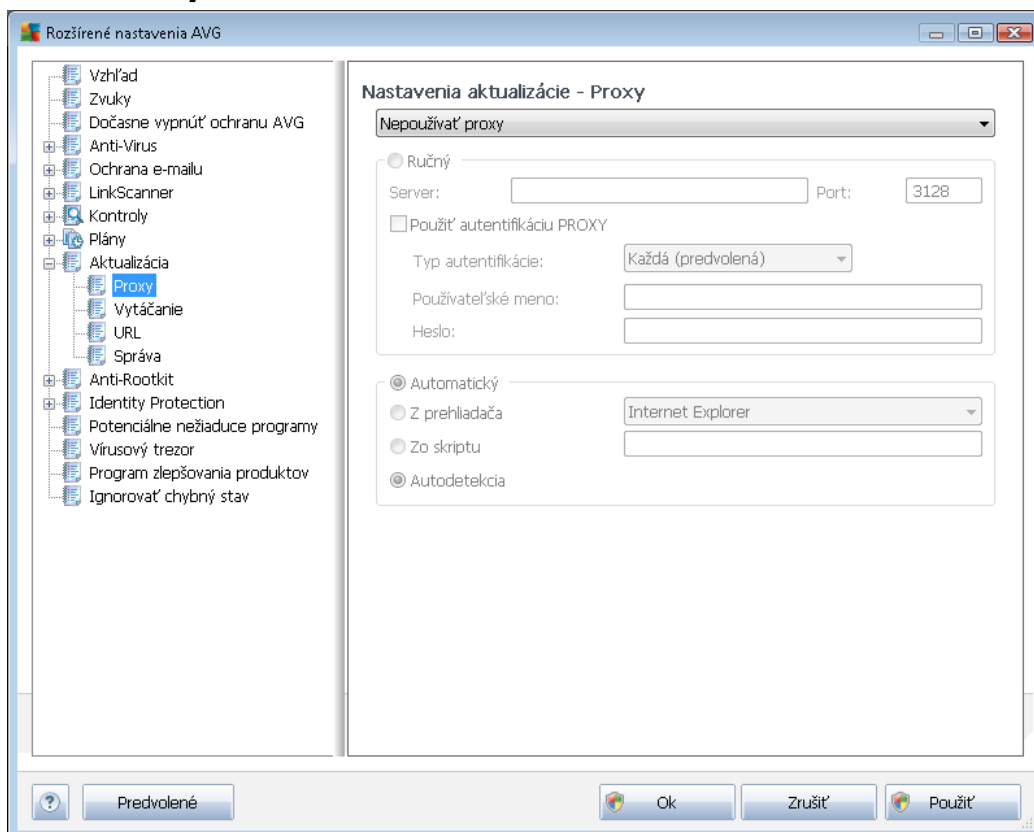 Rozšírené nastavenia AVG
Vzhľad
Zvuky
Dočasne vypnúť ochranu AVG
Anti-Virus
Ochrana e-mailu
LinkScanner
Kontroly
Plány
Aktualizácia
Proxy
Vytáčanie
URL
Správa
Anti-Rootkit
Identity Protection
Potenciálne nežiaduce programy
Vírusový trezor
Program zlepšovania produktov
Ignorovať chybný stav
Nastavenia aktualizácie - Proxy
Nepoužívať proxy
Ručný
Server: Port: 3128
Použiť autentifikáciu PROXY
Typ autentifikácie: Každá (predvolená)
Používateľské meno:
Heslo:
Automatický
Z prehliadača Internet Explorer
Zo skriptu
Autodetekcia
? Predvolené Ok Zrušiť Použiť